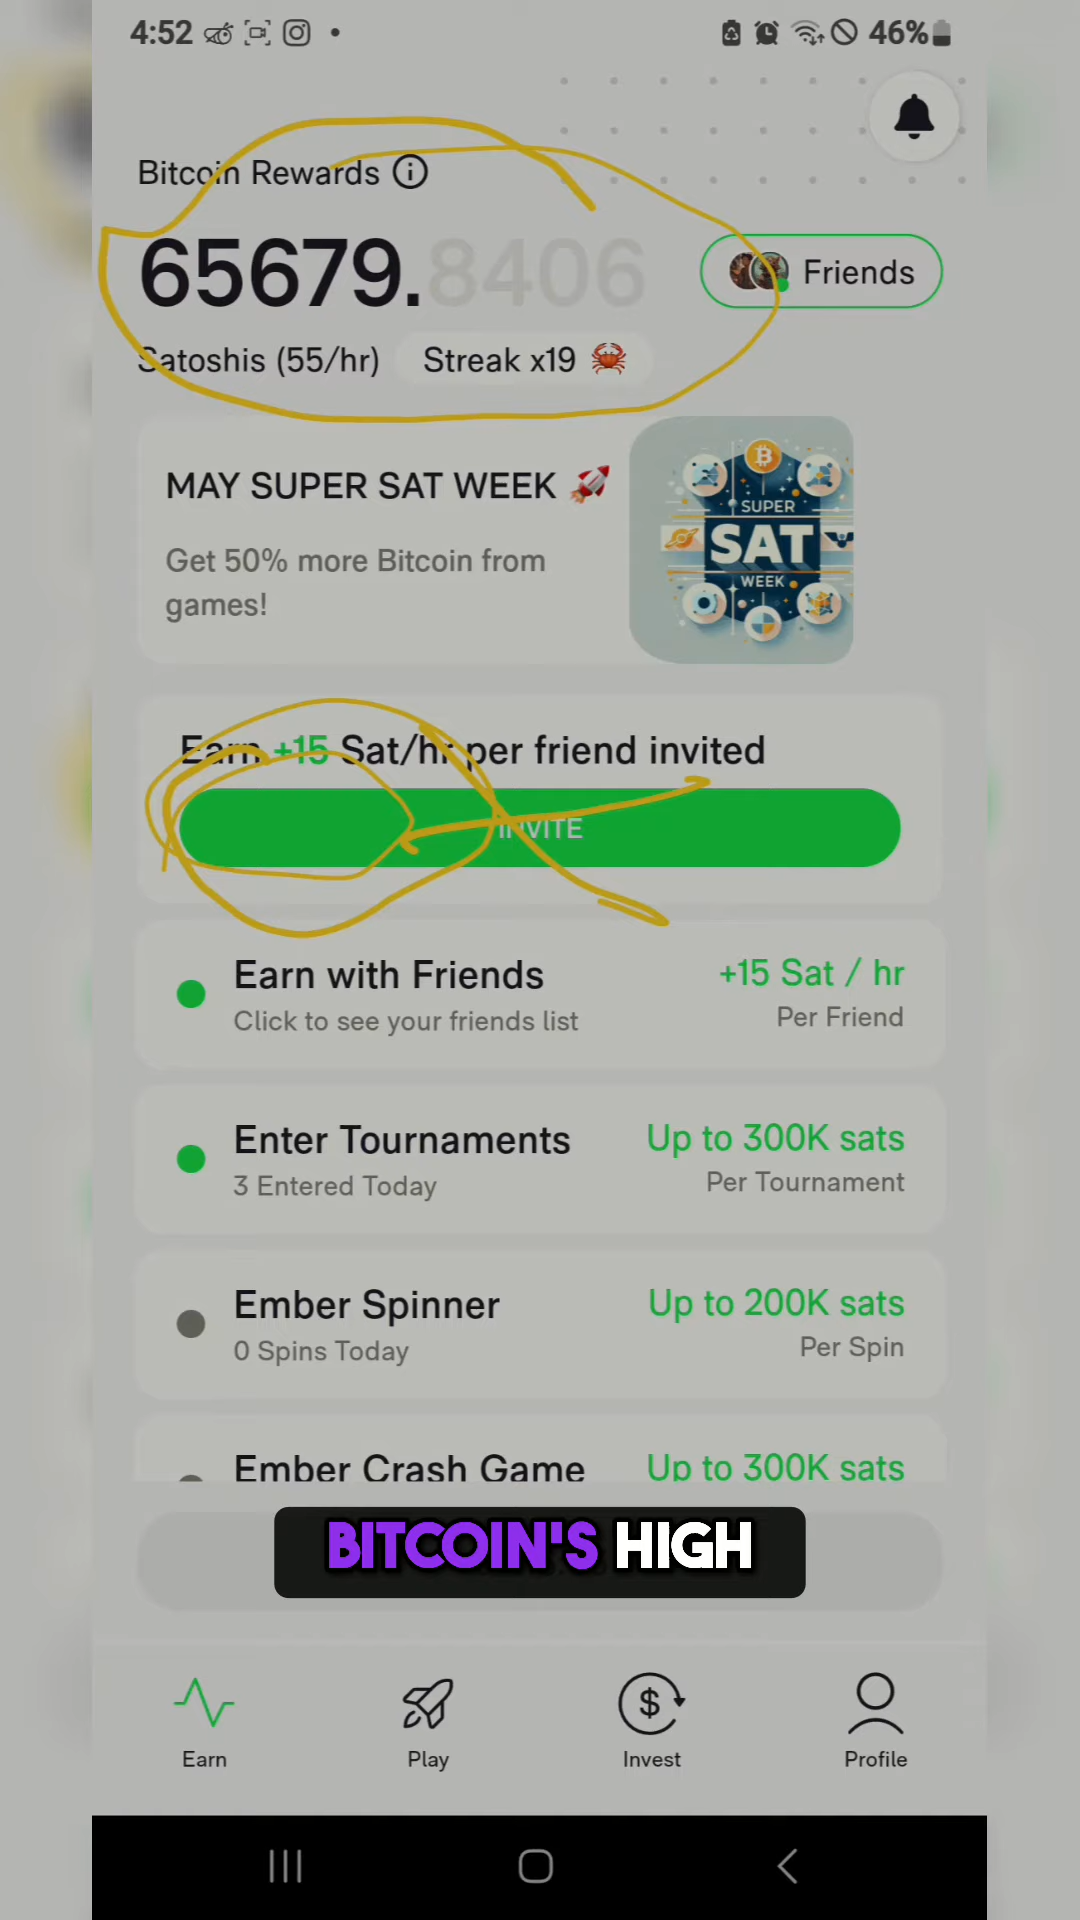 4:52
46%
Bitcoin Rewards
65679.8406
Friends
Satoshis (55/hr)
Streak x19
MAY SUPER SAT WEEK 🚀
Get 50% more Bitcoin from
games!
SUPER
SAT
WEEK
Earn +15 Sat/hr per friend invited
INVITE
Earn with Friends
+15 Sat / hr
Click to see your friends list
Per Friend
Enter Tournaments
Up to 300K sats
3 Entered Today
Per Tournament
Ember Spinner
Up to 200K sats
0 Spins Today
Per Spin
Ember Crash Game
Up to 300K sats
BITCOIN'S HIGH
Earn
Play
Invest
Profile